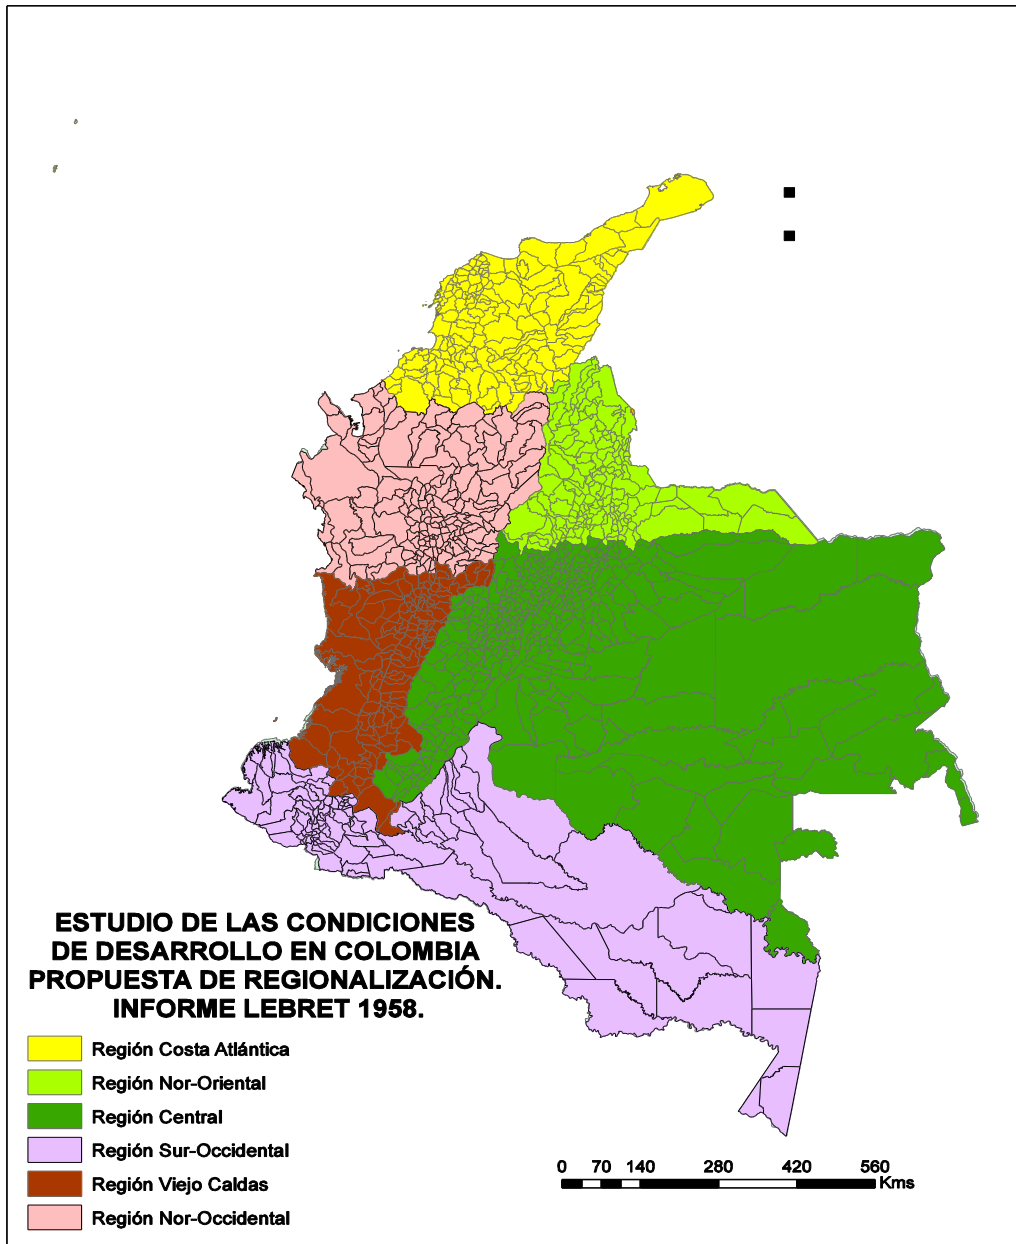 ESTUDIO DE LAS CONDICIONES
DE DESARROLLO EN COLOMBIA
PROPUESTA DE REGIONALIZACIÓN.
INFORME LEBRET 1958.
Región Costa Atlántica
Región Nor-Oriental
Región Central
Región Sur-Occidental
Región Viejo Caldas
Región Nor-Occidental
0 70 140 280 420 560
Kms